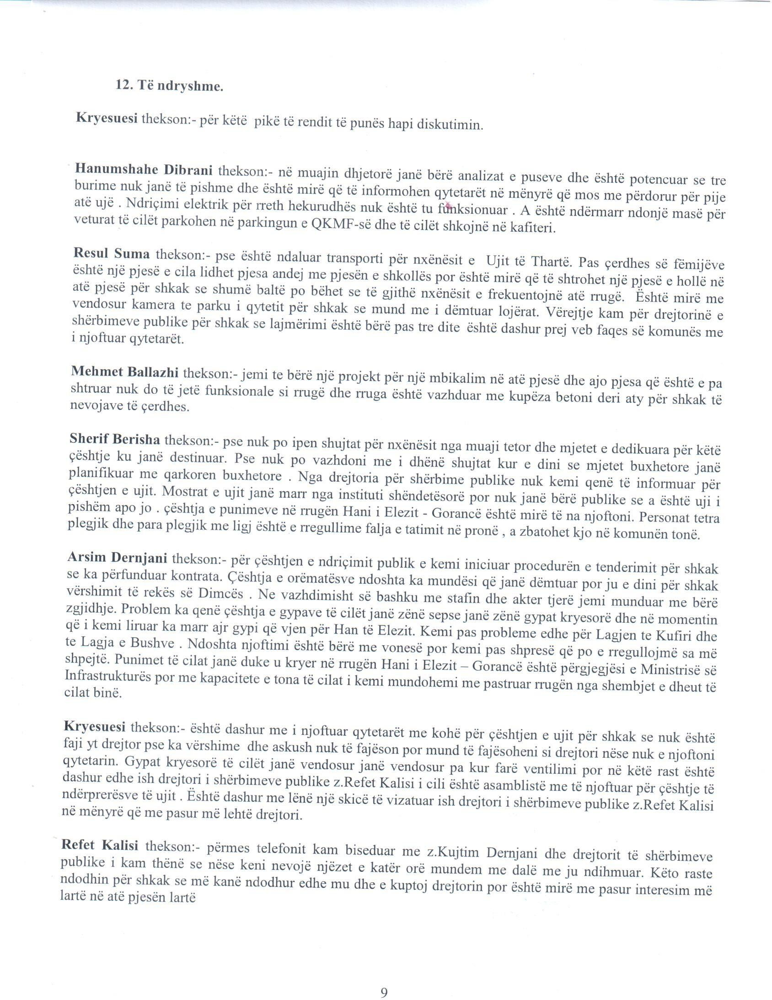 12. Të ndryshme.
Kryesuesi thekson:- për këtë pikë të rendit të punës hapi diskutimin.
Hanumshahe Dibrani thekson:- në muajin dhjetorë janë bërë analizat e puseve dhe është potencuar se tre
burime nuk janë të pishme dhe është mirë që të informohen qytetarët në mënyrë që mos me përdorur për pije
atë ujë . Ndriçimi elektrik për rreth hekurudhës nuk është tu funksionuar . A është ndërmarr ndonjë masë për
veturat të cilët parkohen në parkingun e QKMF-së dhe të cilët shkojnë në kafiteri.
Resul Suma thekson:- pse është ndaluar transporti për nxënësit e Ujit të Thartë. Pas çerdhes së fëmijëve
është një pjesë e cila lidhet pjesa andej me pjesën e shkollës por është mirë që të shtrohet një pjesë e hollë në
atë pjesë për shkak se shumë baltë po bëhet se të gjithë nxënësit e frekuentojnë atë rrugë. Është mirë me
vendosur kamera te parku i qytetit për shkak se mund me i dëmtuar lojërat. Vërejtje kam për drejtorinë e
shërbimeve publike për shkak se lajmërimi është bërë pas tre dite është dashur prej veb faqes së komunës me
i njoftuar qytetarët.
Mehmet Ballazhi thekson:- jemi te bërë një projekt për një mbikalim në atë pjesë dhe ajo pjesa që është e pa
shtruar nuk do të jetë funksionale si rrugë dhe rruga është vazhduar me kupëza betoni deri aty për shkak të
nevojave të çerdhes.
Sherif Berisha thekson:- pse nuk po ipen shujtat për nxënësit nga muaji tetor dhe mjetet e dedikuara për këtë
çështje ku janë destinuar. Pse nuk po vazhdoni me i dhënë shujtat kur e dini se mjetet buxhetore janë
planifikuar me qarkoren buxhetore . Nga drejtoria për shërbime publike nuk kemi qenë të informuar për
çështjen e ujit. Mostrat e ujit janë marr nga instituti shëndetësorë por nuk janë bërë publike se a është uji i
pishëm apo jo . çështja e punimeve në rrugën Hani i Elezit - Gorancë është mirë të na njoftoni. Personat tetra
plegjik dhe para plegjik me ligj është e rregullime falja e tatimit në pronë , a zbatohet kjo në komunën tonë.
Arsim Dernjani thekson:- për çështjen e ndriçimit publik e kemi iniciuar procedurën e tenderimit për shkak
se ka përfunduar kontrata. Çështja e orëmatësve ndoshta ka mundësi që janë dëmtuar por ju e dini për shkak
vërshimit të rekës së Dimcës . Ne vazhdimisht së bashku me stafin dhe akter tjerë jemi munduar me bërë
zgjidhje. Problem ka qenë çështja e gypave të cilët janë zënë sepse janë zënë gypat kryesorë dhe në momentin
që i kemi liruar ka marr ajr gypi që vjen për Han të Elezit. Kemi pas probleme edhe për Lagjen te Kufiri dhe
te Lagja e Bushve . Ndoshta njoftimi është bërë me vonesë por kemi pas shpresë që po e rregullojmë sa më
shpejtë. Punimet të cilat janë duke u kryer në rrugën Hani i Elezit – Gorancë është përgjegjësi e Ministrisë së
Infrastrukturës por me kapacitete e tona të cilat i kemi mundohemi me pastruar rrugën nga shembjet e dheut të
cilat binë.
Kryesuesi thekson:- është dashur me i njoftuar qytetarët me kohë për çështjen e ujit për shkak se nuk është
faji yt drejtor pse ka vërshime dhe askush nuk të fajëson por mund të fajësoheni si drejtori nëse nuk e njoftoni
qytetarin. Gypat kryesorë të cilët janë vendosur janë vendosur pa kur farë ventilimi por në këtë rast është
dashur edhe ish drejtori i shërbimeve publike z.Refet Kalisi i cili është asamblistë me të njoftuar për çështje të
ndërprerësve të ujit . Është dashur me lënë një skicë të vizatuar ish drejtori i shërbimeve publike z.Refet Kalisi
në mënyrë që me pasur më lehtë drejtori.
Refet Kalisi thekson:- përmes telefonit kam biseduar me z.Kujtim Dernjani dhe drejtorit të shërbimeve
publike i kam thënë se nëse keni nevojë njëzet e katër orë mundem me dalë me ju ndihmuar. Këto raste
ndodhin për shkak se më kanë ndodhur edhe mu dhe e kuptoj drejtorin por është mirë me pasur interesim më
lartë në atë pjesën lartë
9